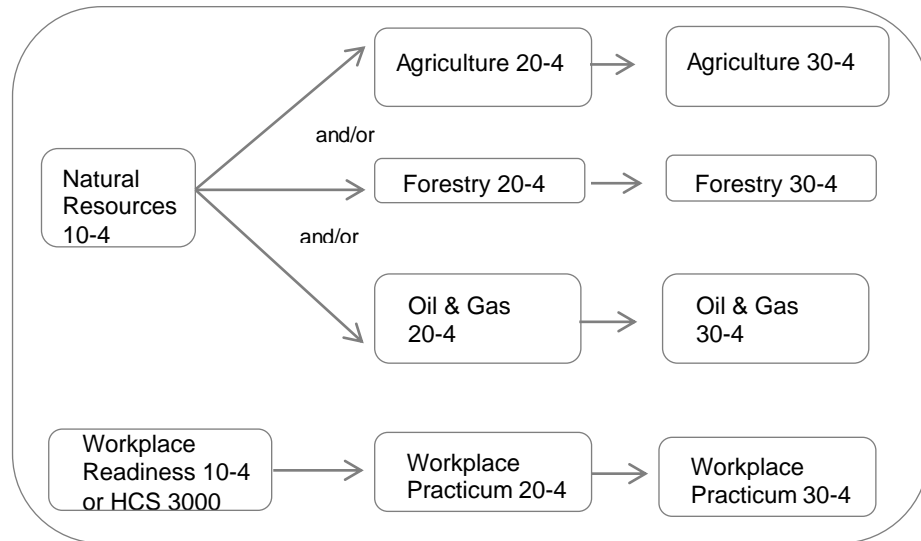 Agriculture 20-4
Agriculture 30-4
and/or
Natural
Resources
10-4
Forestry 20-4
Forestry 30-4
and/or
Oil & Gas
20-4
Oil & Gas
30-4
Workplace
Readiness 10-4
or HCS 3000
Workplace
Practicum 20-4
Workplace
Practicum 30-4